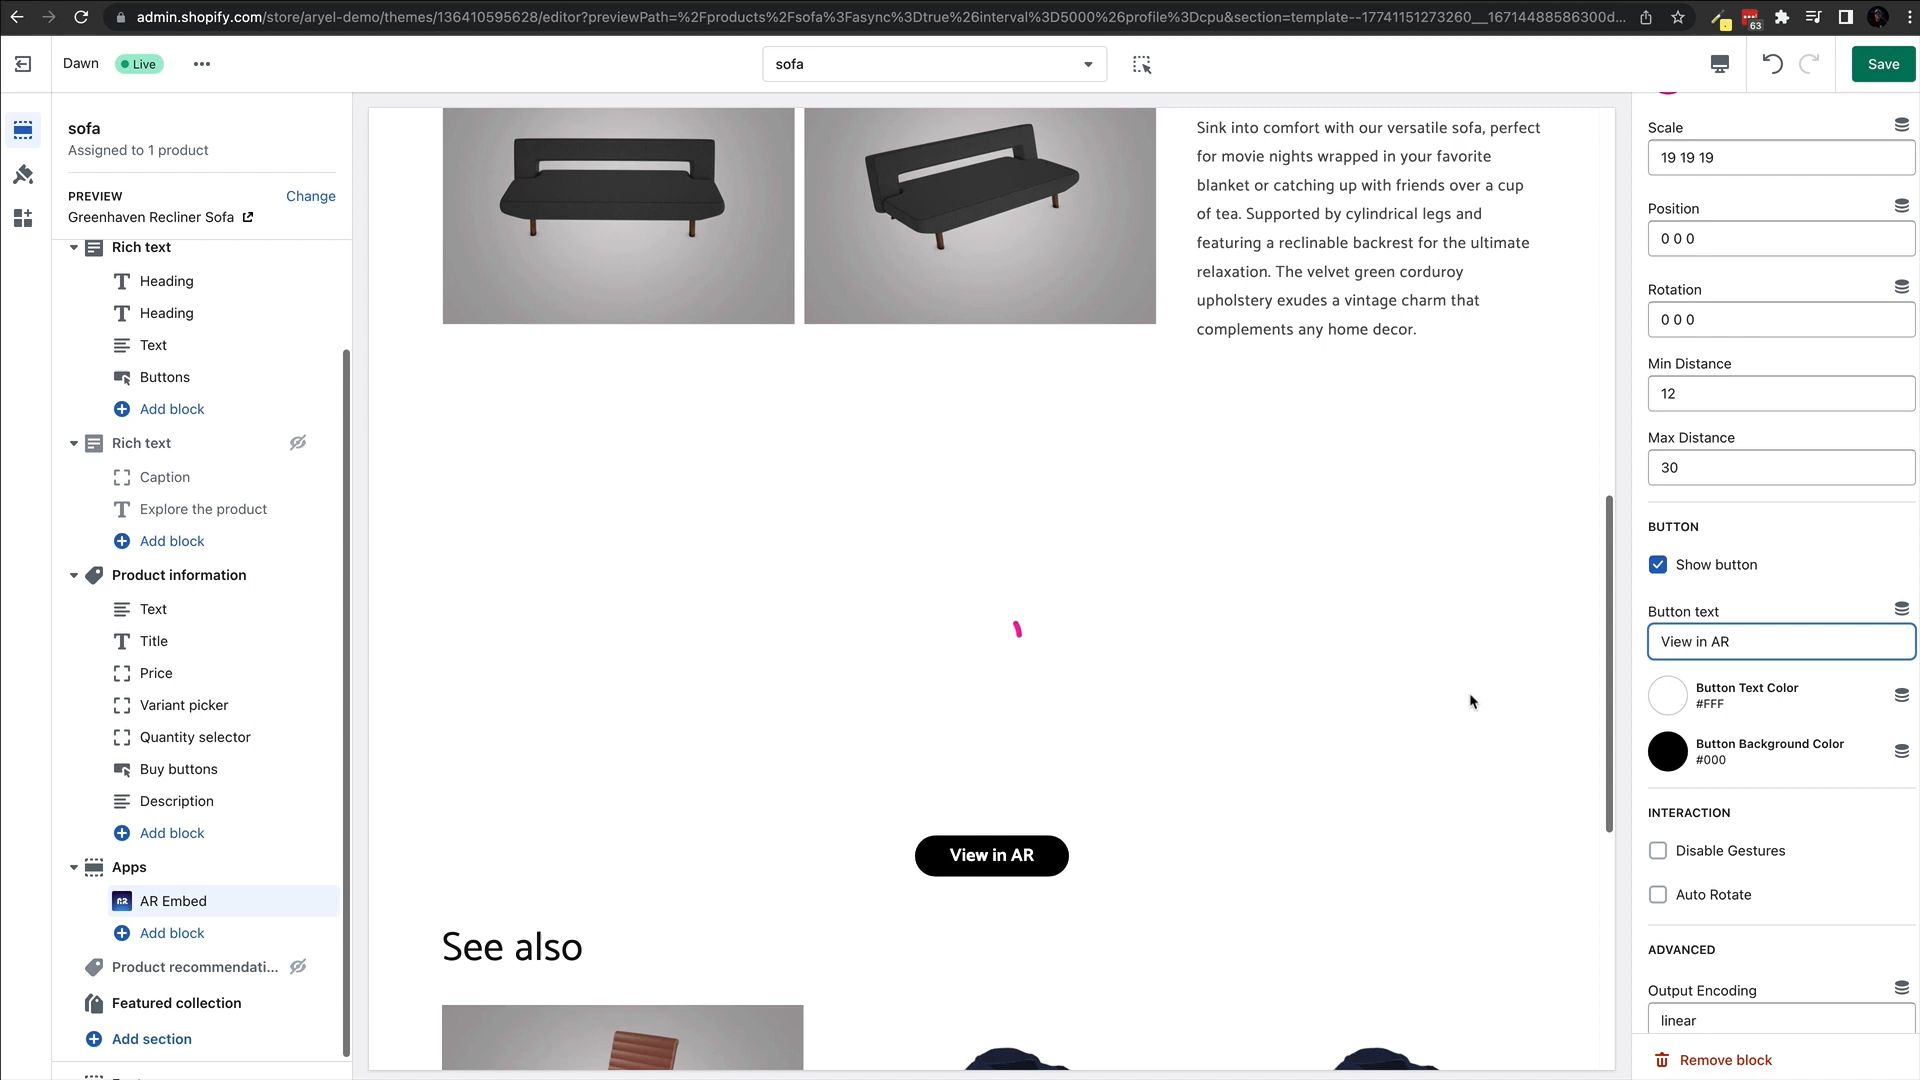 admin.shopify.com/store/aryel-demo/themes/136410595628/editor?previewPath=%2Fproducts%2Fsofa%3Fasync%3Dtrue%26interval%3D5000%26profile%3Dcpu&section=template--17741151273260__16714488586300d...
63
Dawn
Live
sofa
Save
sofa
Assigned to 1 product
PREVIEW
Change
Greenhaven Recliner Sofa
Rich text
Heading
Heading
Text
Buttons
Add block
Rich text
Caption
Explore the product
Add block
Product information
Text
Title
Price
Variant picker
Quantity selector
Buy buttons
Description
Add block
Apps
AR Embed
Add block
Product recommendati...
Featured collection
Add section
Sink into comfort with our versatile sofa, perfect
for movie nights wrapped in your favorite
blanket or catching up with friends over a cup
of tea. Supported by cylindrical legs and
featuring a reclinable backrest for the ultimate
relaxation. The velvet green corduroy
upholstery exudes a vintage charm that
complements any home decor.
View in AR
See also
Scale
19 19 19
Position
0 0 0
Rotation
0 0 0
Min Distance
12
Max Distance
30
BUTTON
Show button
Button text
View in AR
Button Text Color
#FFF
Button Background Color
#000
INTERACTION
Disable Gestures
Auto Rotate
ADVANCED
Output Encoding
linear
Remove block